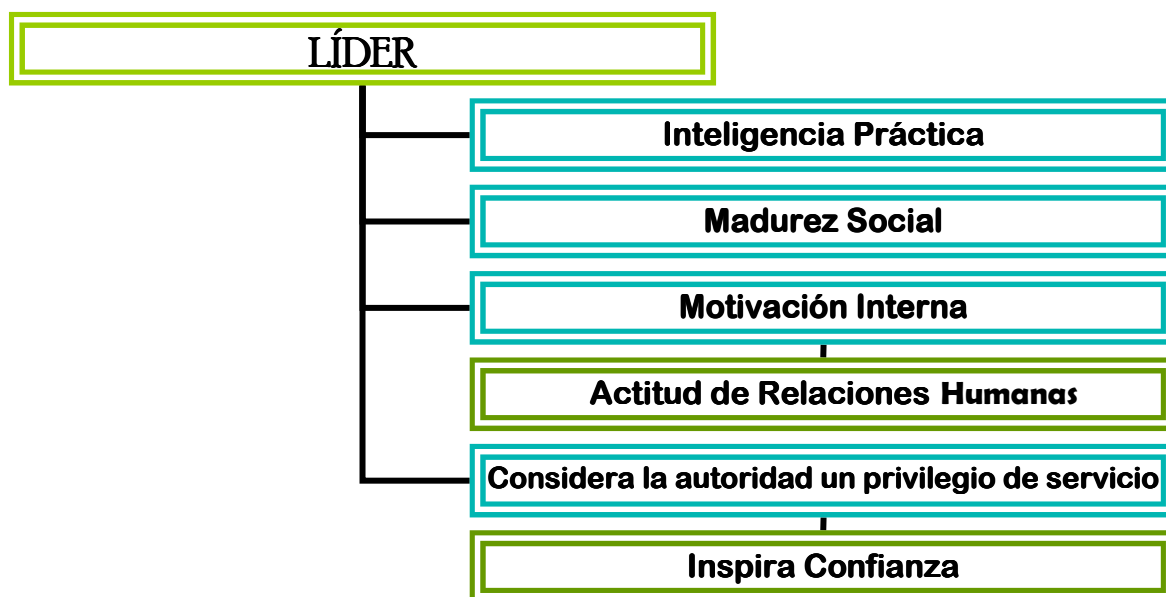 LÍDER
Inteligencia Práctica
Madurez Social
Motivación Interna
Actitud de Relaciones Humanas
Considera la autoridad un privilegio de servicio
Inspira Confianza